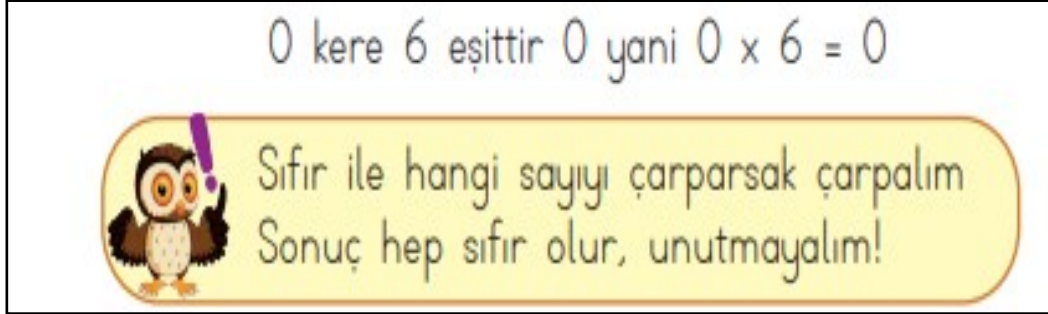 0 kere 6 eşittir 0 yani 0 x 6 = 0
Sıfır ile hangi sayıyı çarparsak çarpalım
Sonuç hep sıfır olur, unutmayalım!